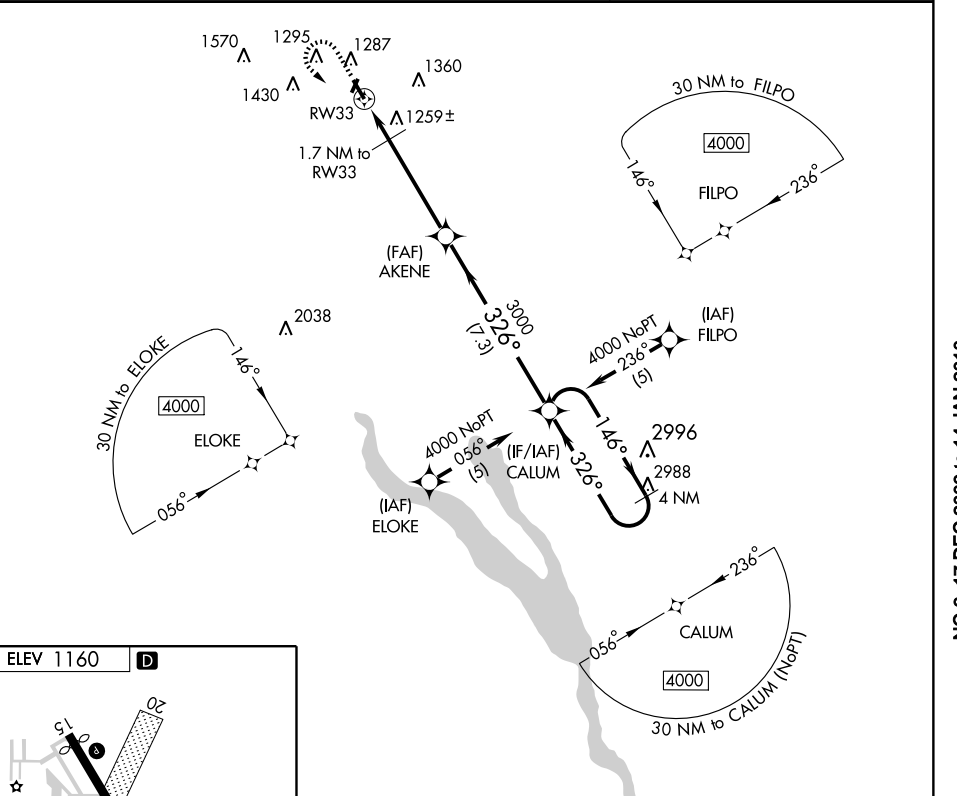 1570
1295
1287
1430
1360
RW33
1259±
1.7 NM to
RW33
30 NM to FILPO
4000
146°
236°
FILPO
(FAF)
AKENE
3000
326°
(7.3)
(IAF)
FILPO
4000 NoPT
236°
(5)
2038
30 NM to ELOKE
146°
4000
ELOKE
056°
4000 NoPT
056°
(5)
(IAF)
ELOKE
(IF/IAF)
CALUM
146°
326°
2996
2988
4 NM
236°
056°
CALUM
4000
30 NM to CALUM (NoPT)
ELEV 1160
D
15
20
P